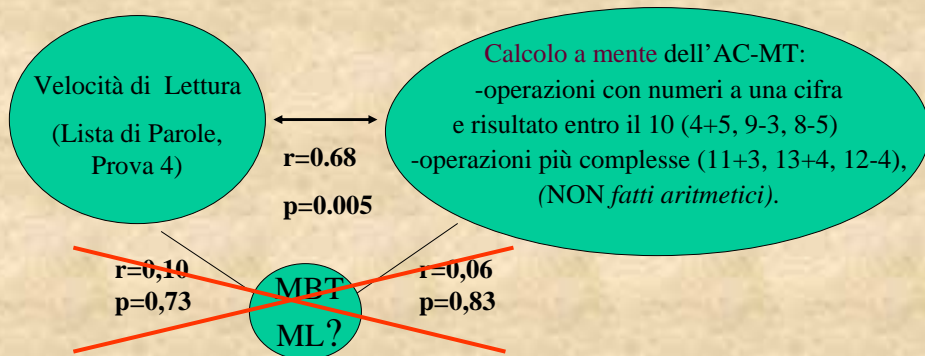 Velocità di Lettura
(Lista di Parole,
Prova 4)
r=0.68
p=0.005
Calcolo a mente dell'AC-MT:
-operazioni con numeri a una cifra
e risultato entro il 10 (4+5, 9-3, 8-5)
-operazioni più complesse (11+3, 13+4, 12-4),
(NON fatti aritmetici).
r=0,10
p=0,73
MBT
ML?
r=0,06
p=0,83